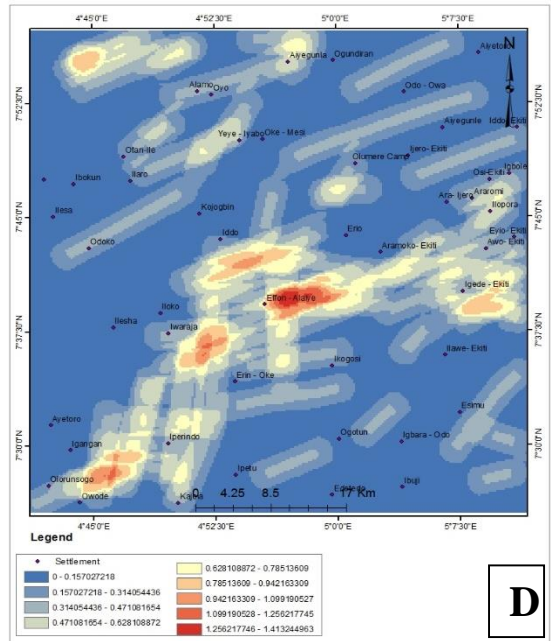 4°45'0"E 4°52'30"E 5°0'0"E 5°7'30"E
N
Aiyetoro
Aiyegunla Ogundiran
7°52'30"N 7°52'30"N
Alamo Oyo Odo - Owa
Aiyegunle Iddo-Ekiti
Yeye - Iyabo Oke - Mesi
Otan-Ile Olomere Camp Ijero- Ekiti
Igbole
Osi-Ekiti
Ibokun Ilaro
Ara- Ijero Araromi
Ilopora
7°45'0"N 7°45'0"N
Ilesa Kojogbin
Iddo Erio
Eyio- Ekiti
Awo- Ekiti
Odoko Aramoko- Ekiti
Igede - Ekiti
Effon - Alaiye
Iloko
Ilesha Iwaraja
7°37'30"N 7°37'30"N
Ilawe- Ekiti
Ikogosi
Erin - Oke
Esimu
Ayetoro
Iperindo Ogotun Igbara - Odo
7°30'0"N 7°30'0"N
Igangan
Ipetu
Olorunsogo Ibuji
Owode Kajola
0 4.25 8.5 17 Km
4°45'0"E 4°52'30"E 5°0'0"E 5°7'30"E
Legend
Settlement
0 - 0.157027218
0.157027218 - 0.314054436
0.314054436 - 0.471081654
0.471081654 - 0.628108872
0.628108872 - 0.78513609
0.78513609 - 0.942163309
0.942163309 - 1.099190527
1.099190528 - 1.256217745
1.256217746 - 1.413244963
D